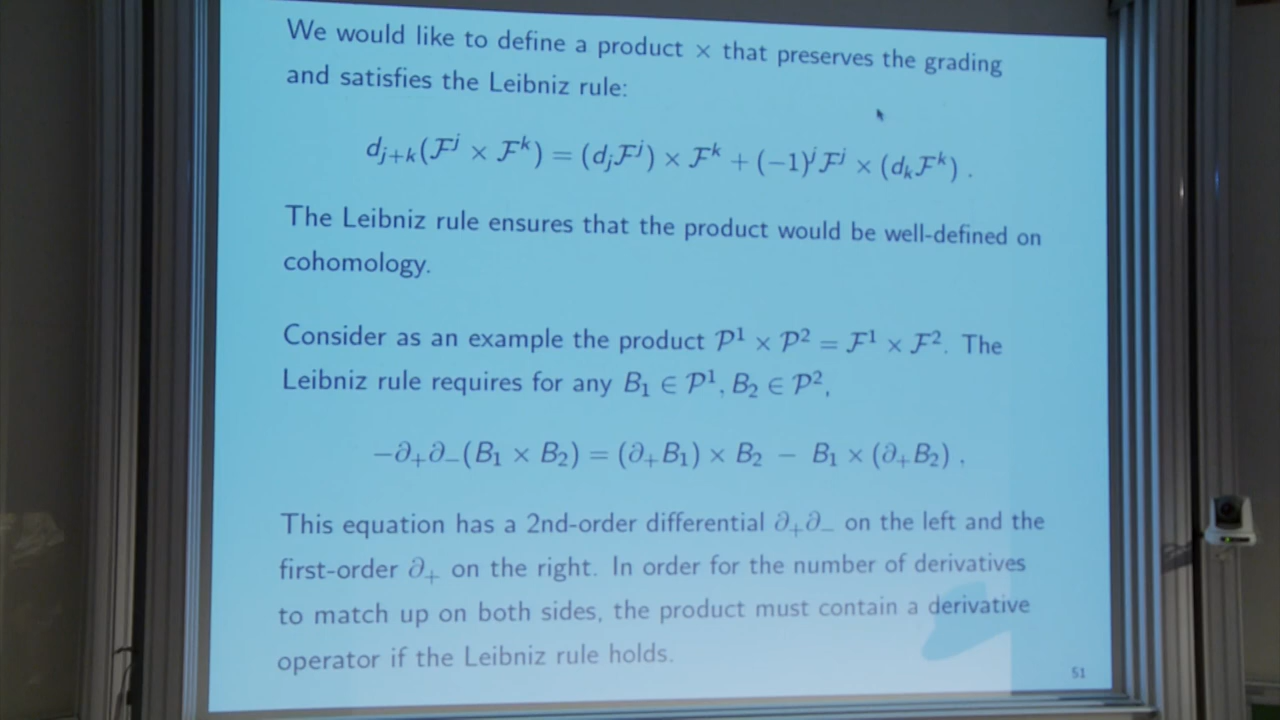 We would like to define a product × that preserves the grading
and satisfies the Leibniz rule:
d_{j+k}(ℱ^j × ℱ^k) = (d_jℱ^j) × ℱ^k + (−1)^jℱ^j × (d_kℱ^k) .
The Leibniz rule ensures that the product would be well-defined on
cohomology.
Consider as an example the product 𝒫^1 × 𝒫^2 = ℱ^1 × ℱ^2. The
Leibniz rule requires for any B_1 ∈ 𝒫^1, B_2 ∈ 𝒫^2,
−∂_+∂_−(B_1 × B_2) = (∂_+B_1) × B_2 − B_1 × (∂_+B_2) .
This equation has a 2nd-order differential ∂_+∂_− on the left and the
first-order ∂_+ on the right. In order for the number of derivatives
to match up on both sides, the product must contain a derivative
operator if the Leibniz rule holds.
51